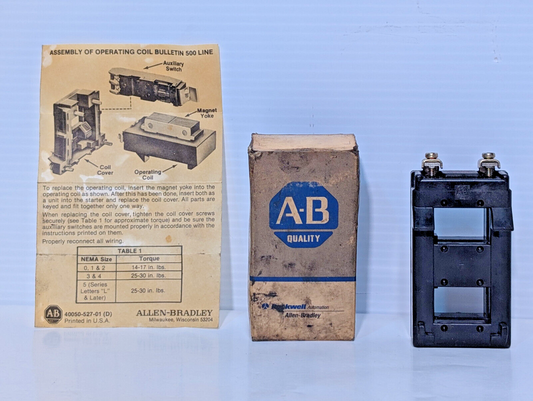 ASSEMBLY OF OPERATING COIL BULLETIN 500 LINE
Auxiliary
Switch
Magnet
Yoke
Coil
Cover
Operating
Coil
To replace the operating coil, insert the magnet yoke into the
operating coil as shown. After this has been done, insert both as
a unit into the starter and replace the coil cover. All parts are
keyed and fit together only one way.
When replacing the coil cover, tighten the coil cover screws
securely (see Table 1 for approximate torque) and be sure the
auxiliary switches are mounted properly in accordance with the
instructions printed on them.
Properly reconnect all wiring.
TABLE 1
NEMA Size Torque
0, 1 & 2 14-17 in. lbs.
3 & 4 25-30 in. lbs.
5 (Series
Letters "L"
& Later) 25-30 in. lbs.
AB 40050-527-01 (D)
Printed in U.S.A.
ALLEN-BRADLEY
Milwaukee, Wisconsin 53204
A-B
QUALITY
Rockwell Automation
Allen-Bradley